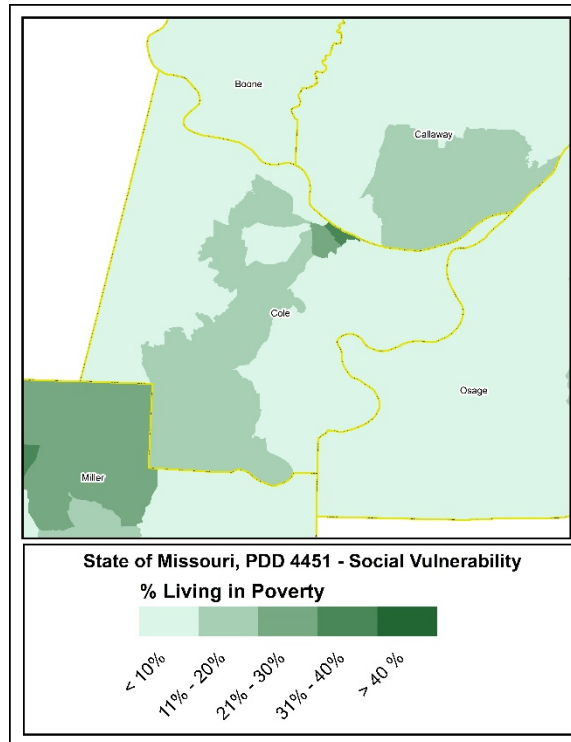 Boone
Callaway
Cole
Osage
Miller
State of Missouri, PDD 4451 - Social Vulnerability
% Living in Poverty
< 10%
11% - 20%
21% - 30%
31% - 40%
> 40 %